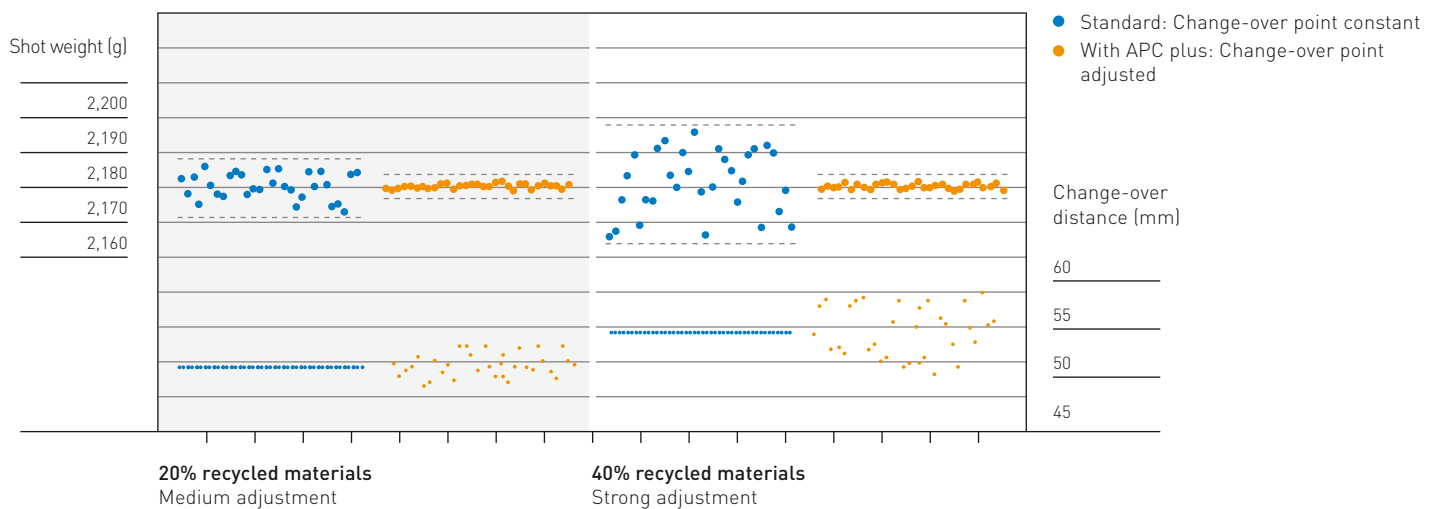 Shot weight (g)
2,200
2,190
2,180
2,170
2,160
Standard: Change-over point constant
With APC plus: Change-over point
adjusted
Change-over
distance (mm)
60
55
50
45
20% recycled materials
Medium adjustment
40% recycled materials
Strong adjustment